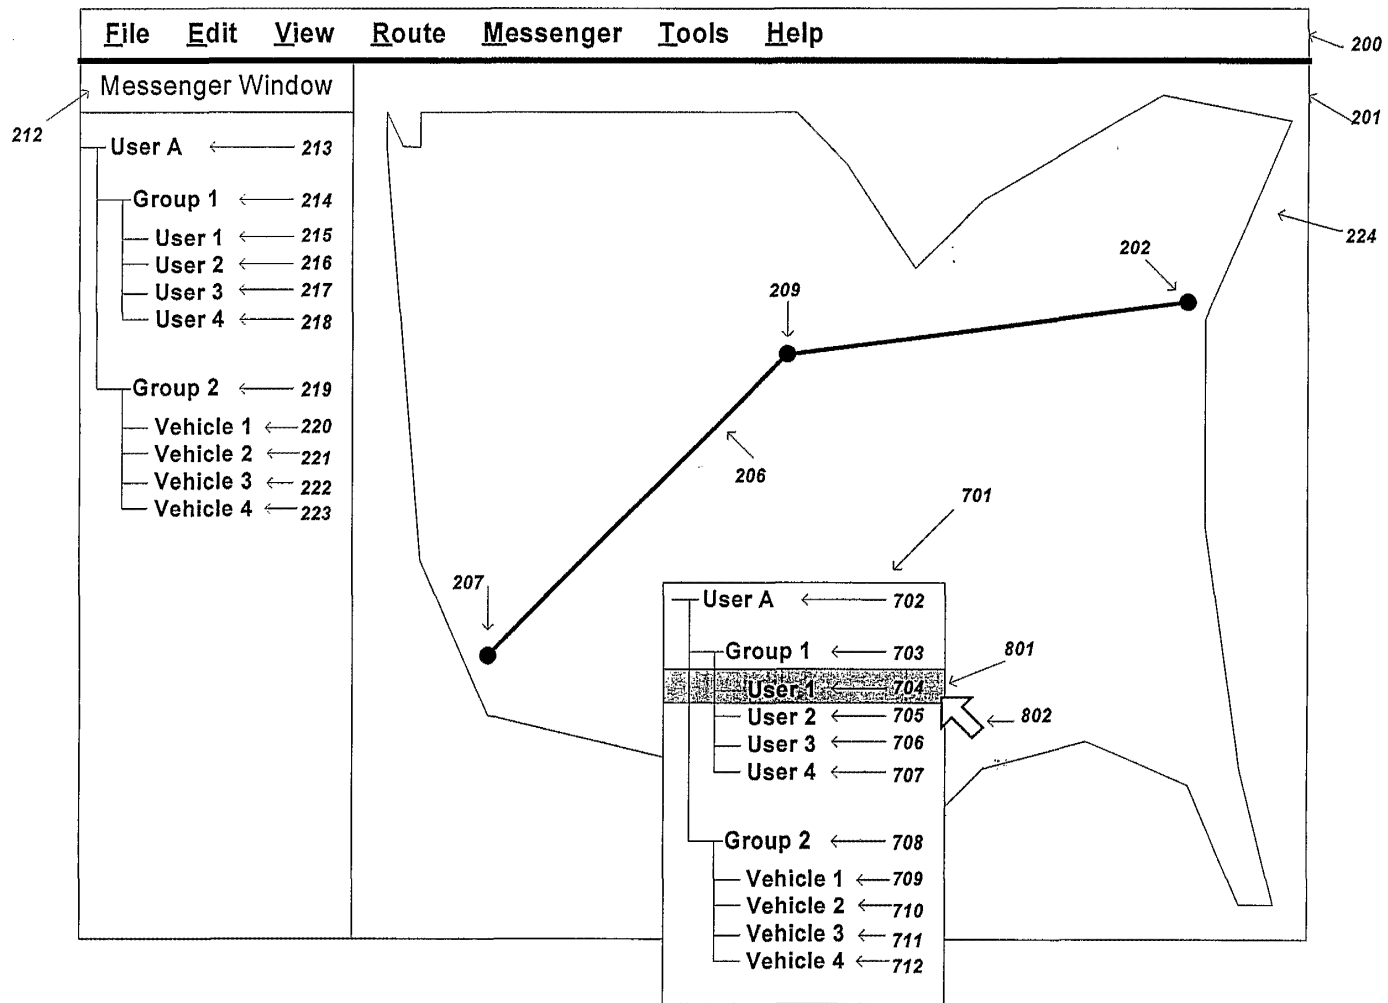 File Edit View Route Messenger Tools Help
200
Messenger Window
201
212
User A 213
Group 1 214
User 1 215
User 2 216
User 3 217
User 4 218
Group 2 219
Vehicle 1 220
Vehicle 2 221
Vehicle 3 222
Vehicle 4 223
224
202
209
206
207
701
User A 702
Group 1 703
801
User 1 704
User 2 705
802
User 3 706
User 4 707
Group 2 708
Vehicle 1 709
Vehicle 2 710
Vehicle 3 711
Vehicle 4 712